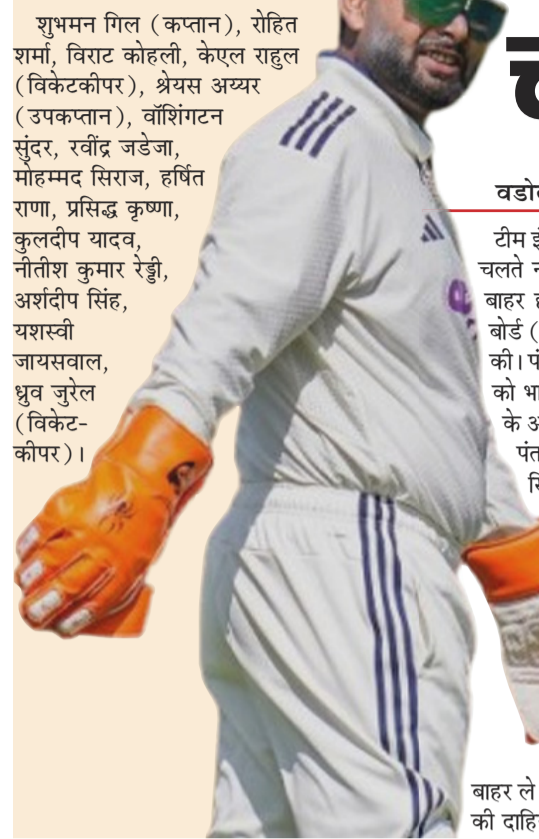 शुभमन गिल (कप्तान), रोहित
शर्मा, विराट कोहली, केएल राहुल
(विकेटकीपर), श्रेयस अय्यर
(उपकप्तान), वॉशिंगटन
सुंदर, रवींद्र जडेजा,
मोहम्मद सिराज, हर्षित
राणा, प्रसिद्ध कृष्णा,
कुलदीप यादव,
नीतीश कुमार रेड्डी,
अर्शदीप सिंह,
यशस्वी
जायसवाल,
ध्रुव जुरेल
(विकेट-
कीपर)।
टीम
चलते
बाहर
बोर्ड (
की।
को
के
बाहर ले
की